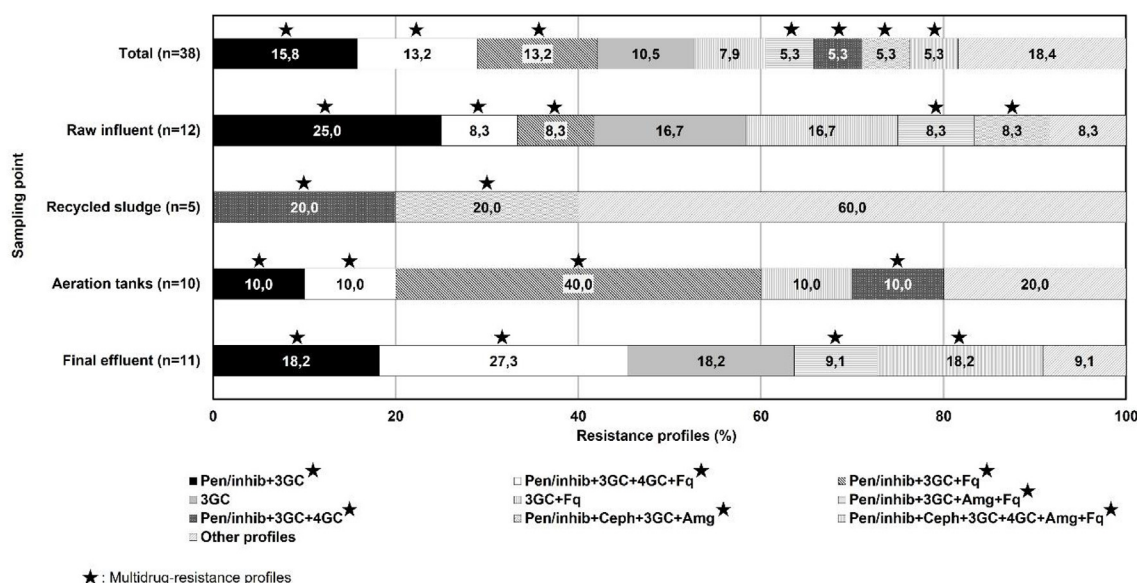 Total (n=38)
15,8 13,2 13,2 10,5 7,9 5,3 5,3 5,3 5,3 18,4
Raw influent (n=12)
25,0 8,3 8,3 16,7 16,7 8,3 8,3 8,3
Recycled sludge (n=5)
20,0 20,0 60,0
Aeration tanks (n=10)
10,0 10,0 40,0 10,0 10,0 20,0
Final effluent (n=11)
18,2 27,3 18,2 9,1 18,2 9,1
Sampling point
0 20 40 60 80 100
Resistance profiles (%)
Pen/inhib+3GC★ Pen/inhib+3GC+4GC+Fq★ Pen/inhib+3GC+Fq★
3GC 3GC+Fq Pen/inhib+3GC+Amg+Fq★
Pen/inhib+3GC+4GC★ Pen/inhib+Ceph+3GC+Amg★ Pen/inhib+Ceph+3GC+4GC+Amg+Fq★
Other profiles
★: Multidrug-resistance profiles